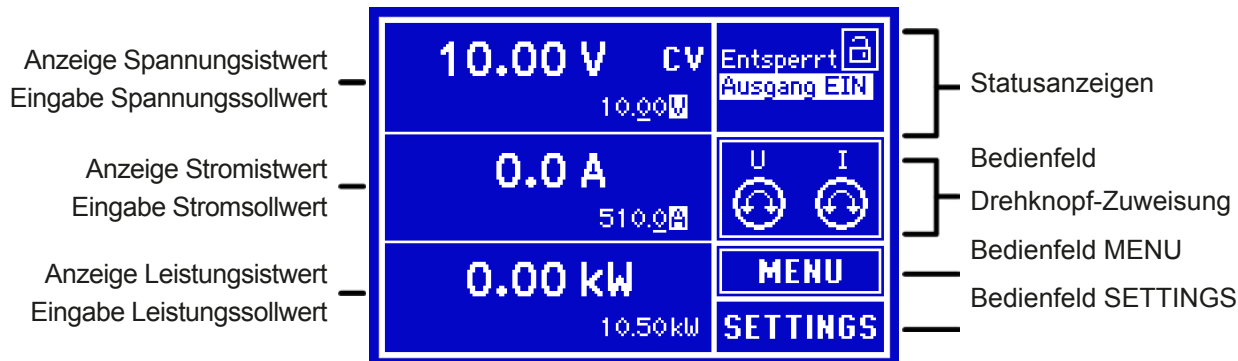 Anzeige Spannungsistwert
Eingabe Spannungssollwert
Anzeige Stromistwert
Eingabe Stromsollwert
Anzeige Leistungsistwert
Eingabe Leistungssollwert
10.00 V CV
10.00V
0.0 A
510.0A
0.00 kW
10.50kW
Entsperrt
Ausgang EIN
U I
MENU
SETTINGS
Statusanzeigen
Bedienfeld
Drehknopf-Zuweisung
Bedienfeld MENU
Bedienfeld SETTINGS